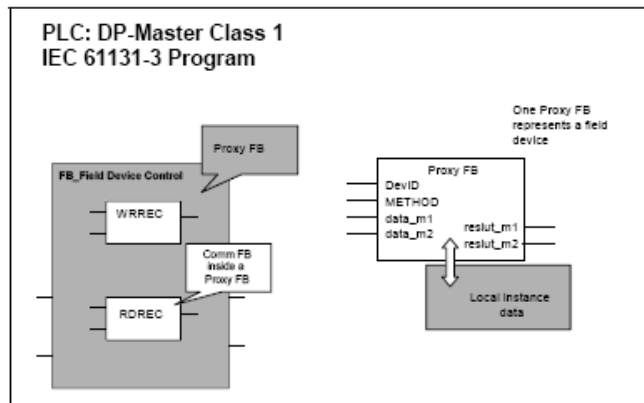 PLC: DP-Master Class 1
IEC 61131-3 Program
Proxy FB
FB_Field Device Control
WRREC
Comm FB
inside a
Proxy FB
RDREC
One Proxy FB
represents a field
device
Proxy FB
DevID
METHOD
data_m1
data_m2
reslut_m1
reslut_m2
Local Instance
data